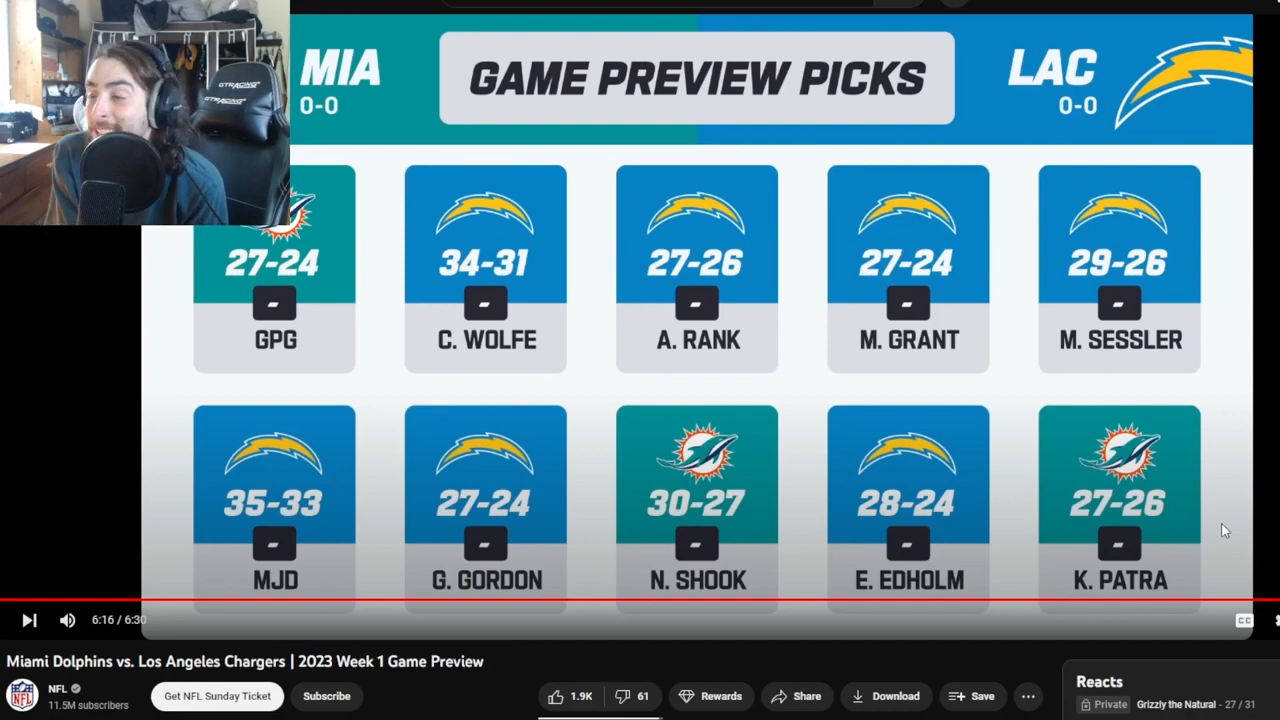 GTRACING
GTRACING
MIA
0-0
GAME PREVIEW PICKS
LAC
0-0
27-24
-
GPG
34-31
-
C. WOLFE
27-26
-
A. RANK
27-24
-
M. GRANT
29-26
-
M. SESSLER
35-33
-
MJD
27-24
-
G. GORDON
30-27
-
N. SHOOK
28-24
-
E. EDHOLM
27-26
-
K. PATRA
6:16 / 6:30
CC
Miami Dolphins vs. Los Angeles Chargers | 2023 Week 1 Game Preview
NFL
NFL
11.5M subscribers
Get NFL Sunday Ticket
Subscribe
1.9K
61
Rewards
Share
Download
Save
Reacts
Private
Grizzly the Natural - 27 / 31